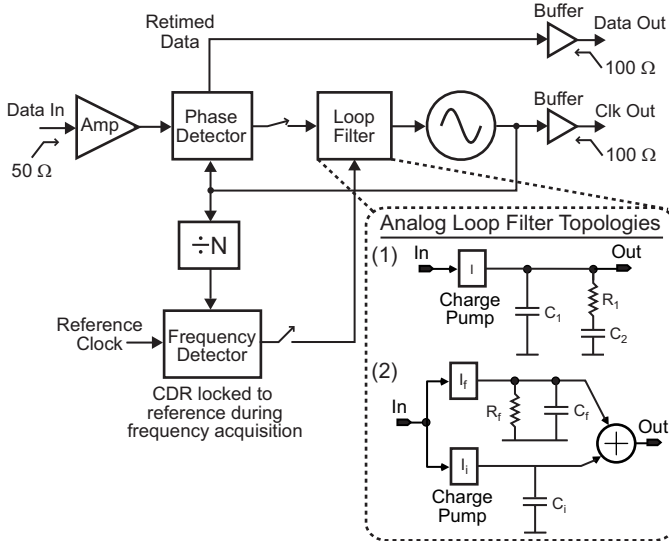 Retimed
Data
Buffer
Data Out
100 Ω
Data In
Amp
50 Ω
Phase
Detector
Loop
Filter
Buffer
Clk Out
100 Ω
÷N
Reference
Clock
Frequency
Detector
CDR locked to
reference during
frequency acquisition
Analog Loop Filter Topologies
(1)
In
I
Charge
Pump
Out
C1
R1
C2
(2)
In
If
Rf
Cf
Out
Ii
Charge
Pump
Ci